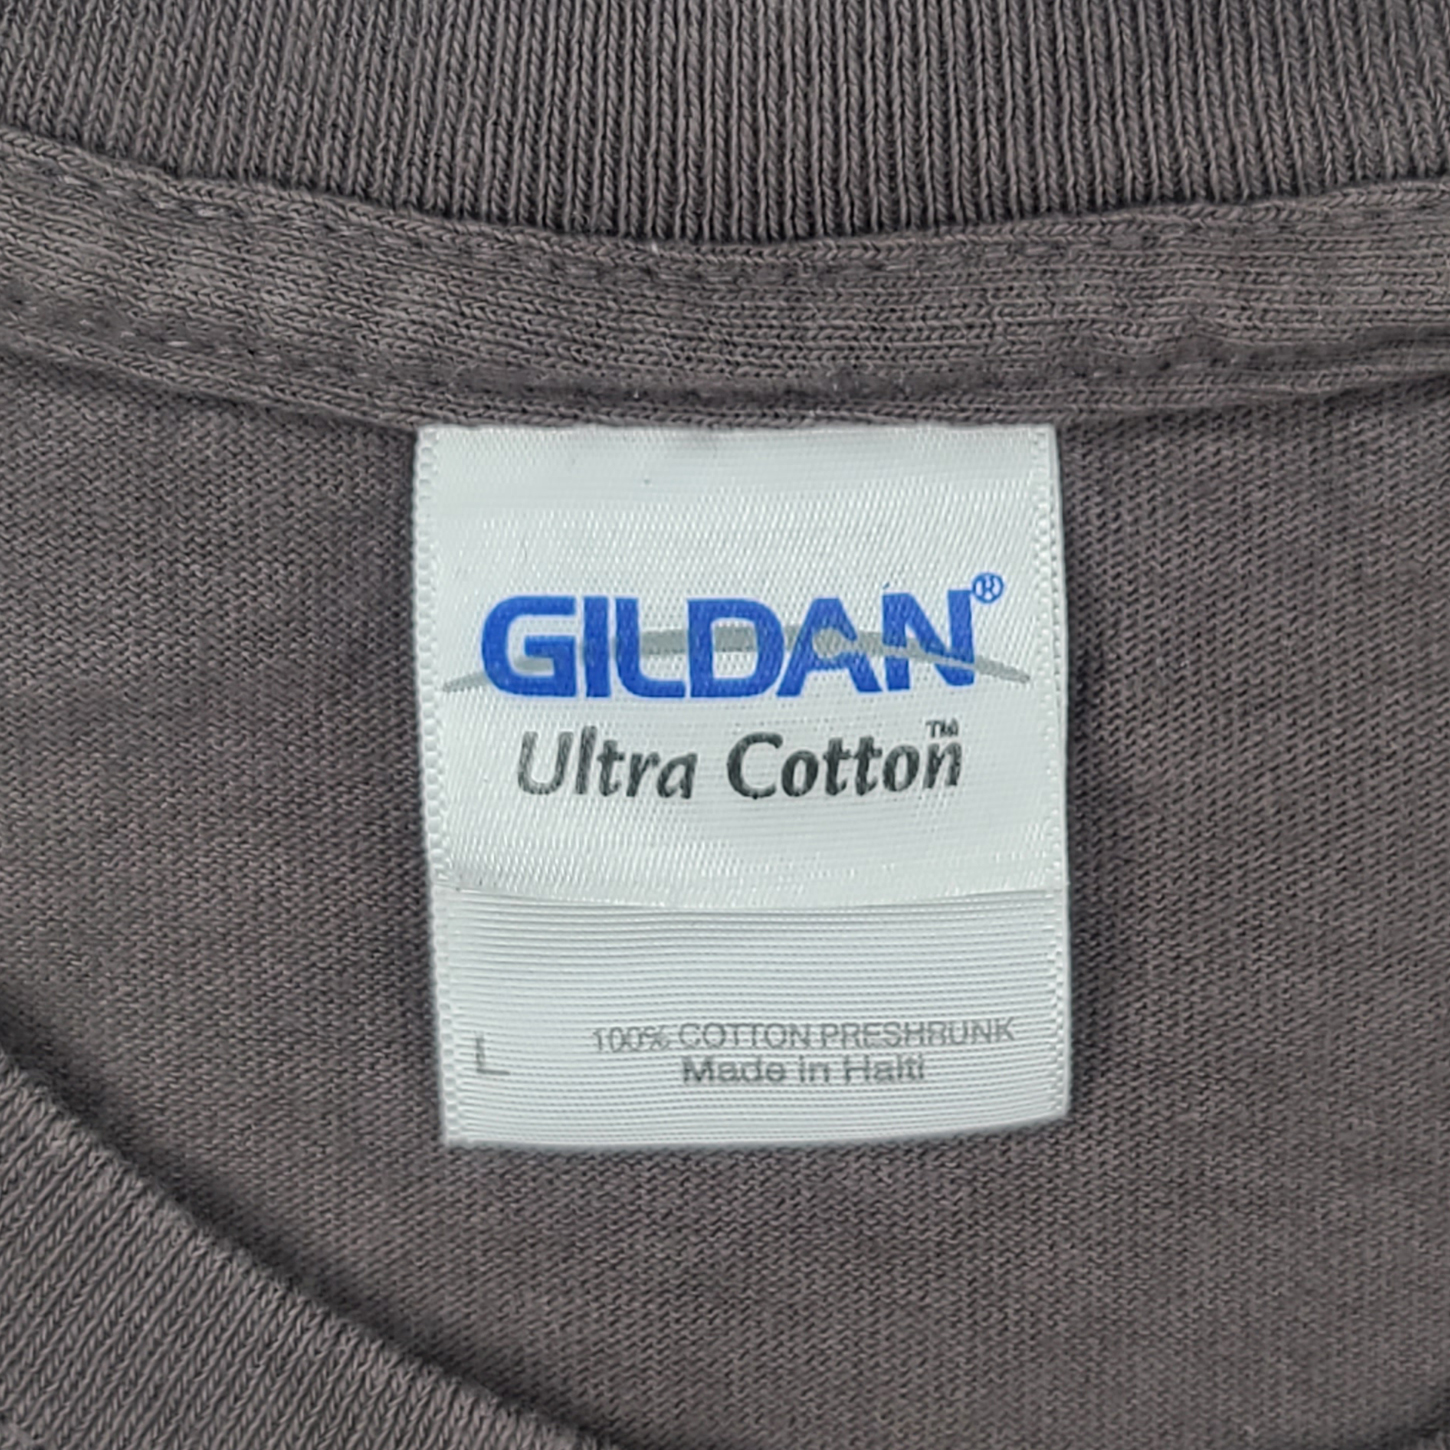 GILDAN®
Ultra Cotton™
L
100% COTTON PRESHRUNK
Made in Haiti